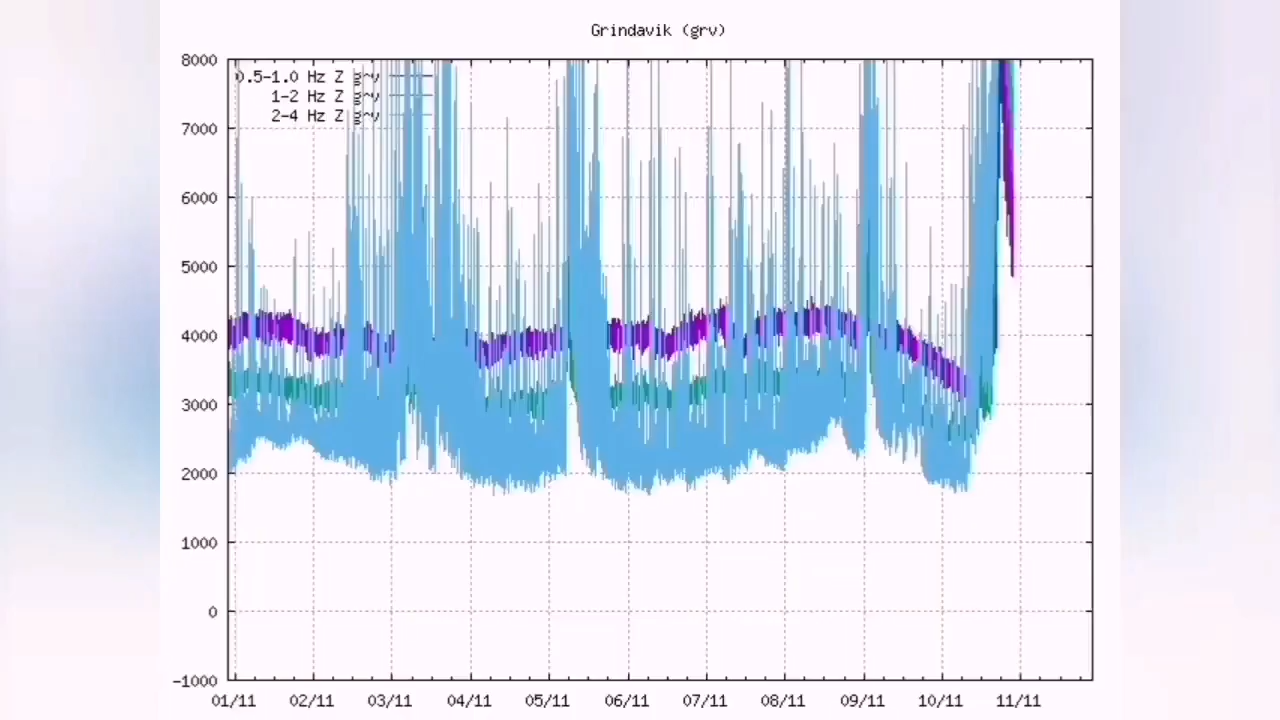 Grindavik (grv)
8000
0.5-1.0 Hz Z grv
1-2 Hz Z grv
2-4 Hz Z grv
7000
6000
5000
4000
3000
2000
1000
0
-1000
01/11 02/11 03/11 04/11 05/11 06/11 07/11 08/11 09/11 10/11 11/11